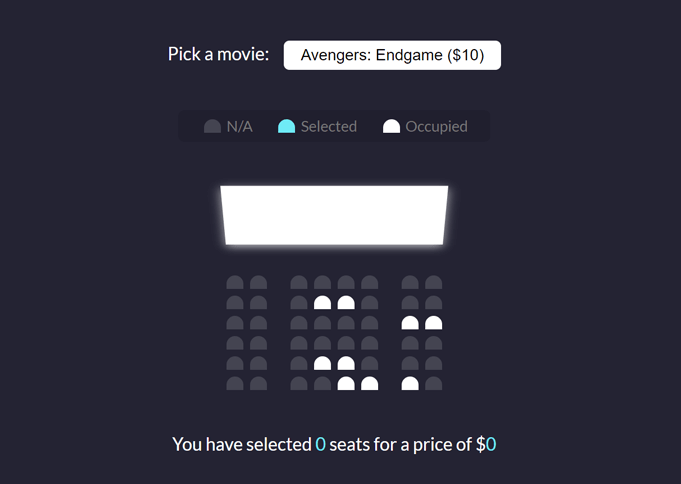 Pick a movie: Avengers: Endgame ($10)
N/A Selected Occupied
You have selected 0 seats for a price of $0